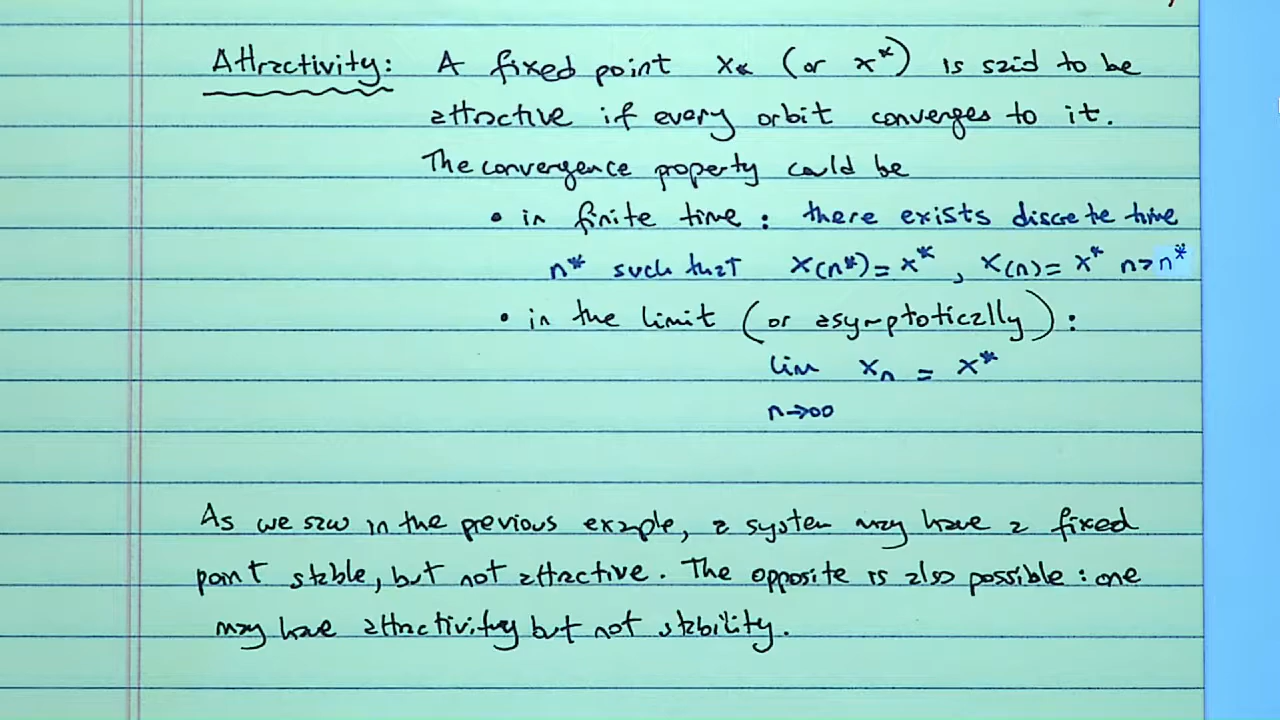 Attractivity: A fixed point x* (or x*) is said to be
attractive if every orbit converges to it.
The convergence property could be
• in finite time: there exists discrete time
n* such that x(n*) = x*, x(n) = x* n> n*
• in the limit (or asymptotically):
lim xn = x*
n→∞
As we saw in the previous exaple, a system may have a fixed
point stable, but not attractive. The opposite is also possible: one
may have attractivity but not stability.